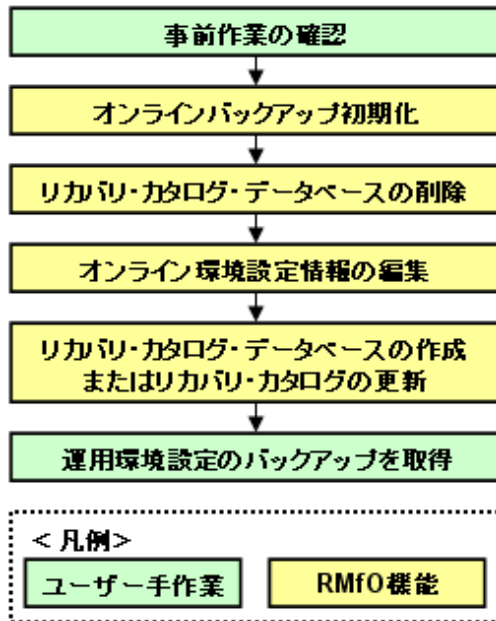 事前作業の確認
オンラインバックアップ初期化
リカバリ・カタログ・データベースの削除
オンライン環境設定情報の編集
リカバリ・カタログ・データベースの作成
またはリカバリ・カタログの更新
運用環境設定のバックアップを取得
＜凡例＞
ユーザー手作業
RMfO機能